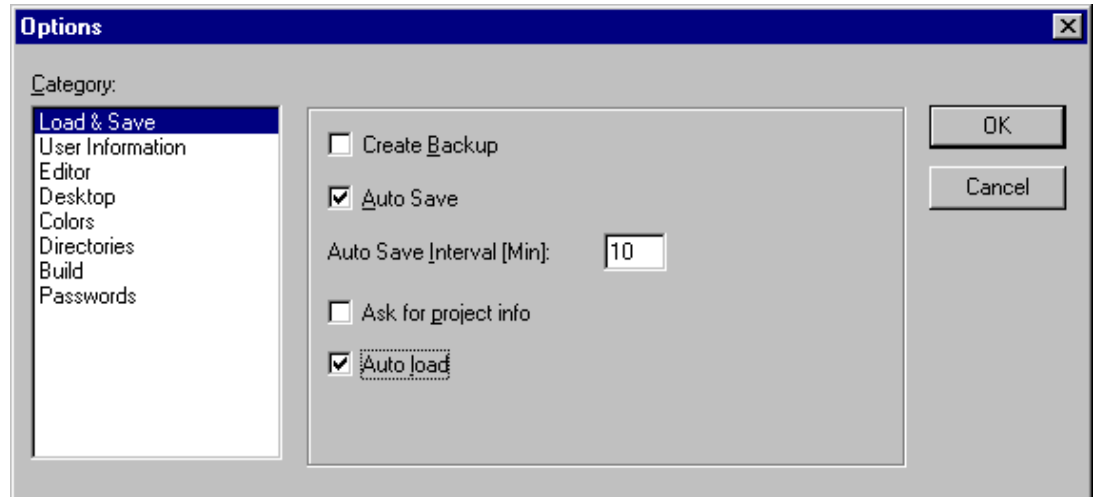 Options
Category:
Load & Save
User Information
Editor
Desktop
Colors
Directories
Build
Passwords
Create Backup
Auto Save
Auto Save Interval [Min]: 10
Ask for project info
Auto load
OK
Cancel